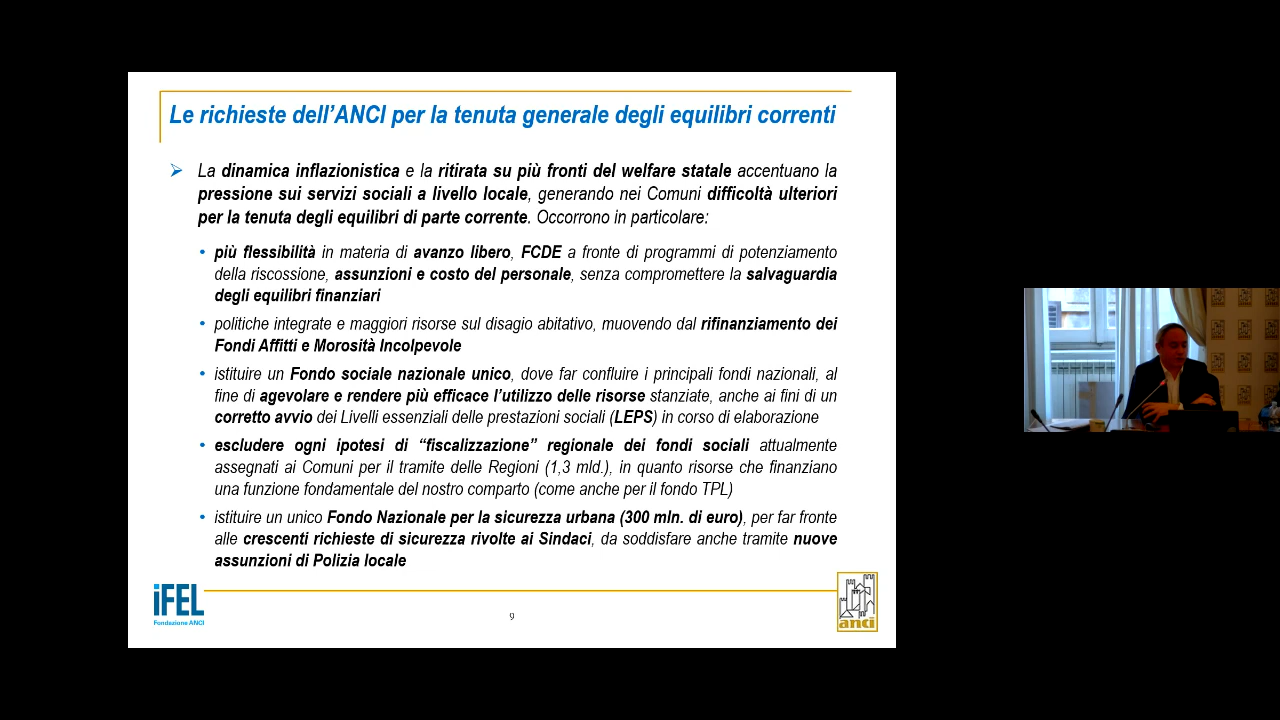 Le richieste dell'ANCI per la tenuta generale degli equilibri correnti
La dinamica inflazionistica e la ritirata su più fronti del welfare statale accentuano la
pressione sui servizi sociali a livello locale, generando nei Comuni difficoltà ulteriori
per la tenuta degli equilibri di parte corrente. Occorrono in particolare:
• più flessibilità in materia di avanzo libero, FCDE a fronte di programmi di potenziamento
della riscossione, assunzioni e costo del personale, senza compromettere la salvaguardia
degli equilibri finanziari
• politiche integrate e maggiori risorse sul disagio abitativo, muovendo dal rifinanziamento dei
Fondi Affitti e Morosità Incolpevole
• istituire un Fondo sociale nazionale unico, dove far confluire i principali fondi nazionali, al
fine di agevolare e rendere più efficace l'utilizzo delle risorse stanziate, anche ai fini di un
corretto avvio dei Livelli essenziali delle prestazioni sociali (LEPS) in corso di elaborazione
• escludere ogni ipotesi di “fiscalizzazione” regionale dei fondi sociali attualmente
assegnati ai Comuni per il tramite delle Regioni (1,3 mld.), in quanto risorse che finanziano
una funzione fondamentale del nostro comparto (come anche per il fondo TPL)
• istituire un unico Fondo Nazionale per la sicurezza urbana (300 mln. di euro), per far fronte
alle crescenti richieste di sicurezza rivolte ai Sindaci, da soddisfare anche tramite nuove
assunzioni di Polizia locale
iFEL
Fondazione ANCI
9
anci